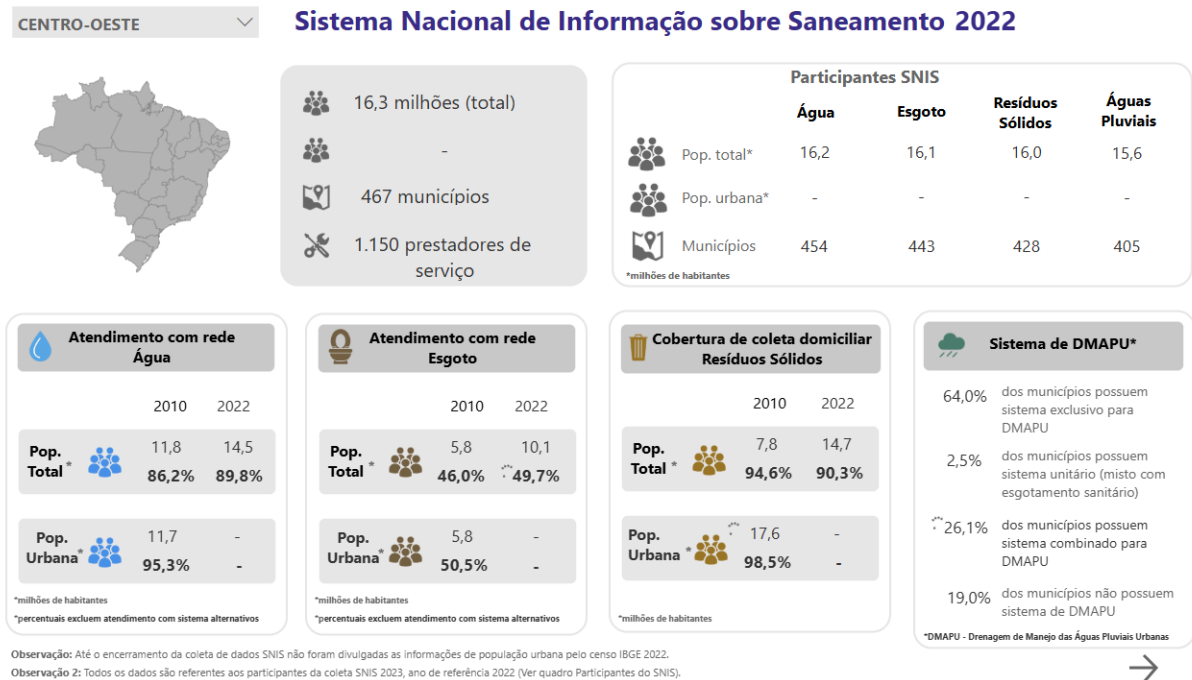 CENTRO-OESTE
Sistema Nacional de Informação sobre Saneamento 2022
16,3 milhões (total)
-
467 municípios
1.150 prestadores de
serviço
Participantes SNIS
Água Esgoto Resíduos Sólidos Águas Pluviais
Pop. total* 16,2 16,1 16,0 15,6
Pop. urbana* - - - -
Municípios 454 443 428 405
*milhões de habitantes
Atendimento com rede
Água
2010 2022
Pop. Total * 11,8 14,5
86,2% 89,8%
Pop. Urbana * 11,7 -
95,3% -
*milhões de habitantes
*percentuais excluem atendimento com sistema alternativos
Atendimento com rede
Esgoto
2010 2022
Pop. Total * 5,8 10,1
46,0% 49,7%
Pop. Urbana * 5,8 -
50,5% -
*milhões de habitantes
*percentuais excluem atendimento com sistema alternativos
Cobertura de coleta domiciliar
Resíduos Sólidos
2010 2022
Pop. Total * 7,8 14,7
94,6% 90,3%
Pop. Urbana * 17,6 -
98,5% -
*milhões de habitantes
Sistema de DMAPU*
64,0% dos municípios possuem
sistema exclusivo para
DMAPU
2,5% dos municípios possuem
sistema unitário (misto com
esgotamento sanitário)
26,1% dos municípios possuem
sistema combinado para
DMAPU
19,0% dos municípios não possuem
sistema de DMAPU
*DMAPU - Drenagem de Manejo das Águas Pluviais Urbanas
Observação: Até o encerramento da coleta de dados SNIS não foram divulgadas as informações de população urbana pelo censo IBGE 2022.
Observação 2: Todos os dados são referentes aos participantes da coleta SNIS 2023, ano de referência 2022 (Ver quadro Participantes do SNIS).